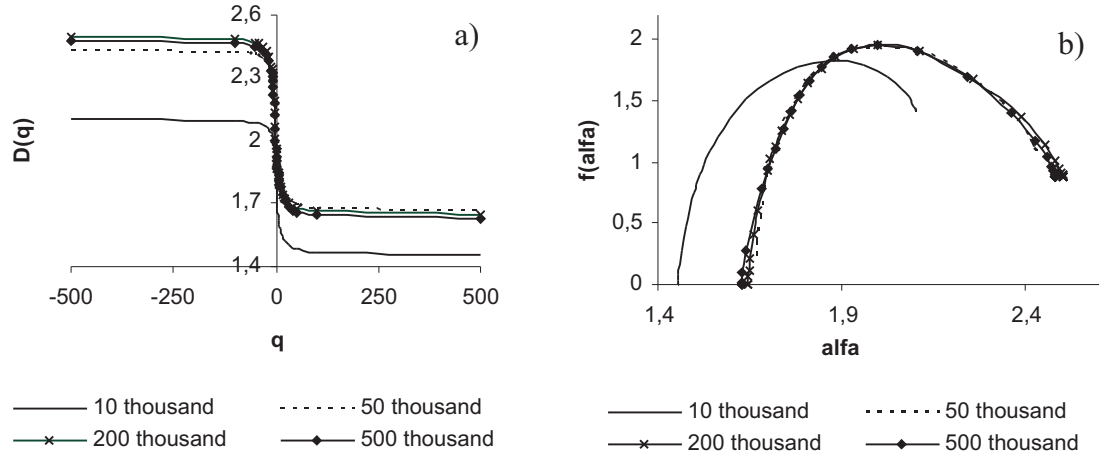 a)
2,6
2,3
2
1,7
1,4
D(q)
-500 -250 0 250 500
q
10 thousand 50 thousand
200 thousand 500 thousand
b)
2
1,5
1
0,5
0
f(alfa)
1,4 1,9 2,4
alfa
10 thousand 50 thousand
200 thousand 500 thousand